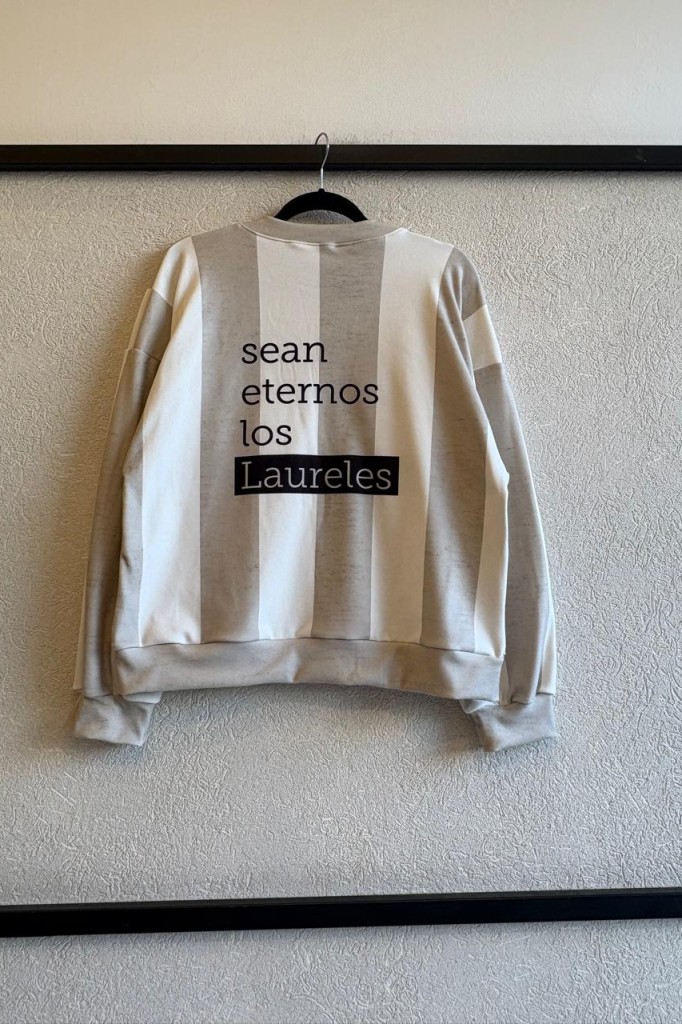 sean
eternos
los
Laureles